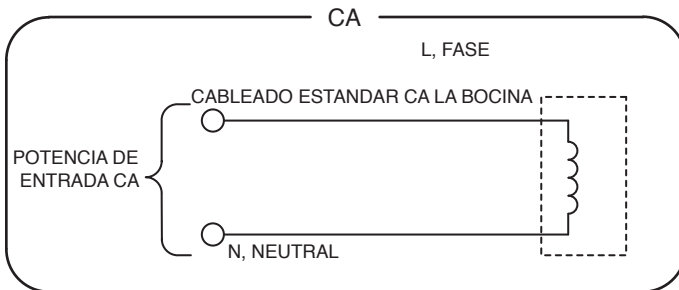 CA
L, FASE
CABLEADO ESTANDAR CA LA BOCINA
POTENCIA DE
ENTRADA CA
N, NEUTRAL